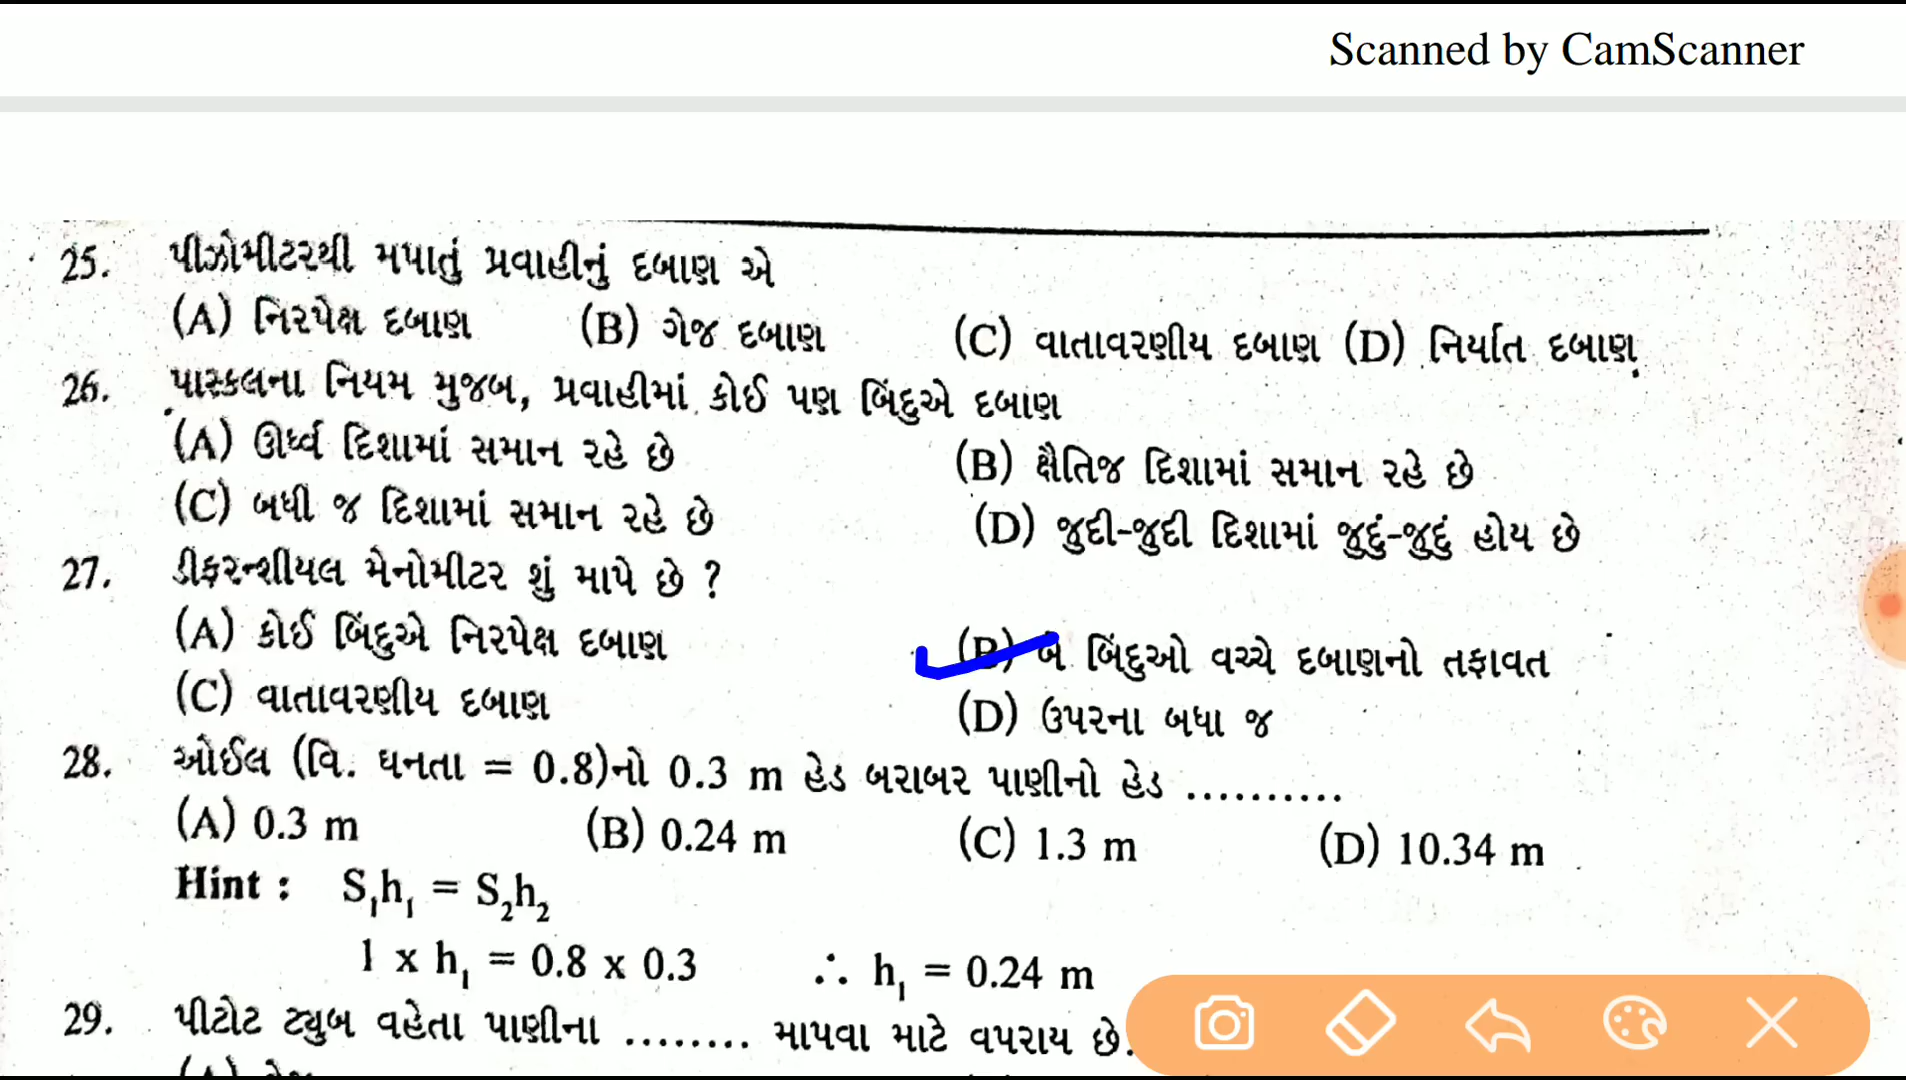 Scanned by CamScanner
25. પીઝોમીટરથી મપાતું પ્રવાહીનું દબાણ એ
(A) નિરપેક્ષ દબાણ (B) ગેજ દબાણ (C) વાતાવરણીય દબાણ (D) નિર્યાત દબાણ
26. પાસ્કલના નિયમ મુજબ, પ્રવાહીમાં કોઈ પણ બિંદુએ દબાણ
(A) ઊર્ધ્વ દિશામાં સમાન રહે છે (B) ક્ષૈતિજ દિશામાં સમાન રહે છે
(C) બધી જ દિશામાં સમાન રહે છે (D) જુદી-જુદી દિશામાં જુદું-જુદું હોય છે
27. ડીફરન્શીયલ મેનોમીટર શું માપે છે ?
(A) કોઈ બિંદુએ નિરપેક્ષ દબાણ (B) બે બિંદુઓ વચ્ચે દબાણનો તફાવત
(C) વાતાવરણીય દબાણ (D) ઉપરના બધા જ
28. ઓઈલ (વિ. ઘનતા = 0.8)નો 0.3 m હેડ બરાબર પાણીનો હેડ ..........
(A) 0.3 m (B) 0.24 m (C) 1.3 m (D) 10.34 m
Hint : S₁h₁ = S₂h₂
1 x h₁ = 0.8 x 0.3 ∴ h₁ = 0.24 m
29. પીટોટ ટ્યુબ વહેતા પાણીના ........ માપવા માટે વપરાય છે.